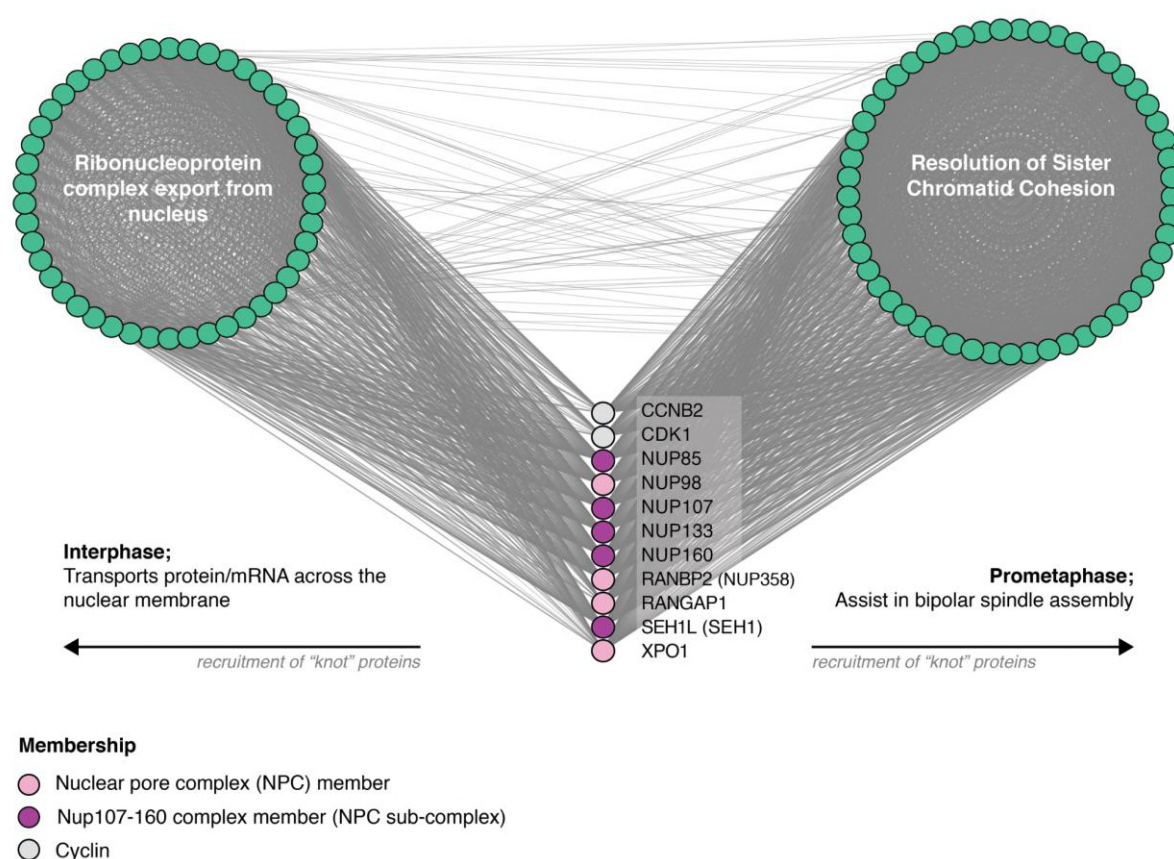 Ribonucleoprotein
complex export from
nucleus
Resolution of Sister
Chromatid Cohesion
CCNB2
CDK1
NUP85
NUP98
NUP107
NUP133
NUP160
RANBP2 (NUP358)
RANGAP1
SEH1L (SEH1)
XPO1
Interphase;
Transports protein/mRNA across the
nuclear membrane
recruitment of “knot” proteins
Prometaphase;
Assist in bipolar spindle assembly
recruitment of “knot” proteins
Membership
Nuclear pore complex (NPC) member
Nup107-160 complex member (NPC sub-complex)
Cyclin